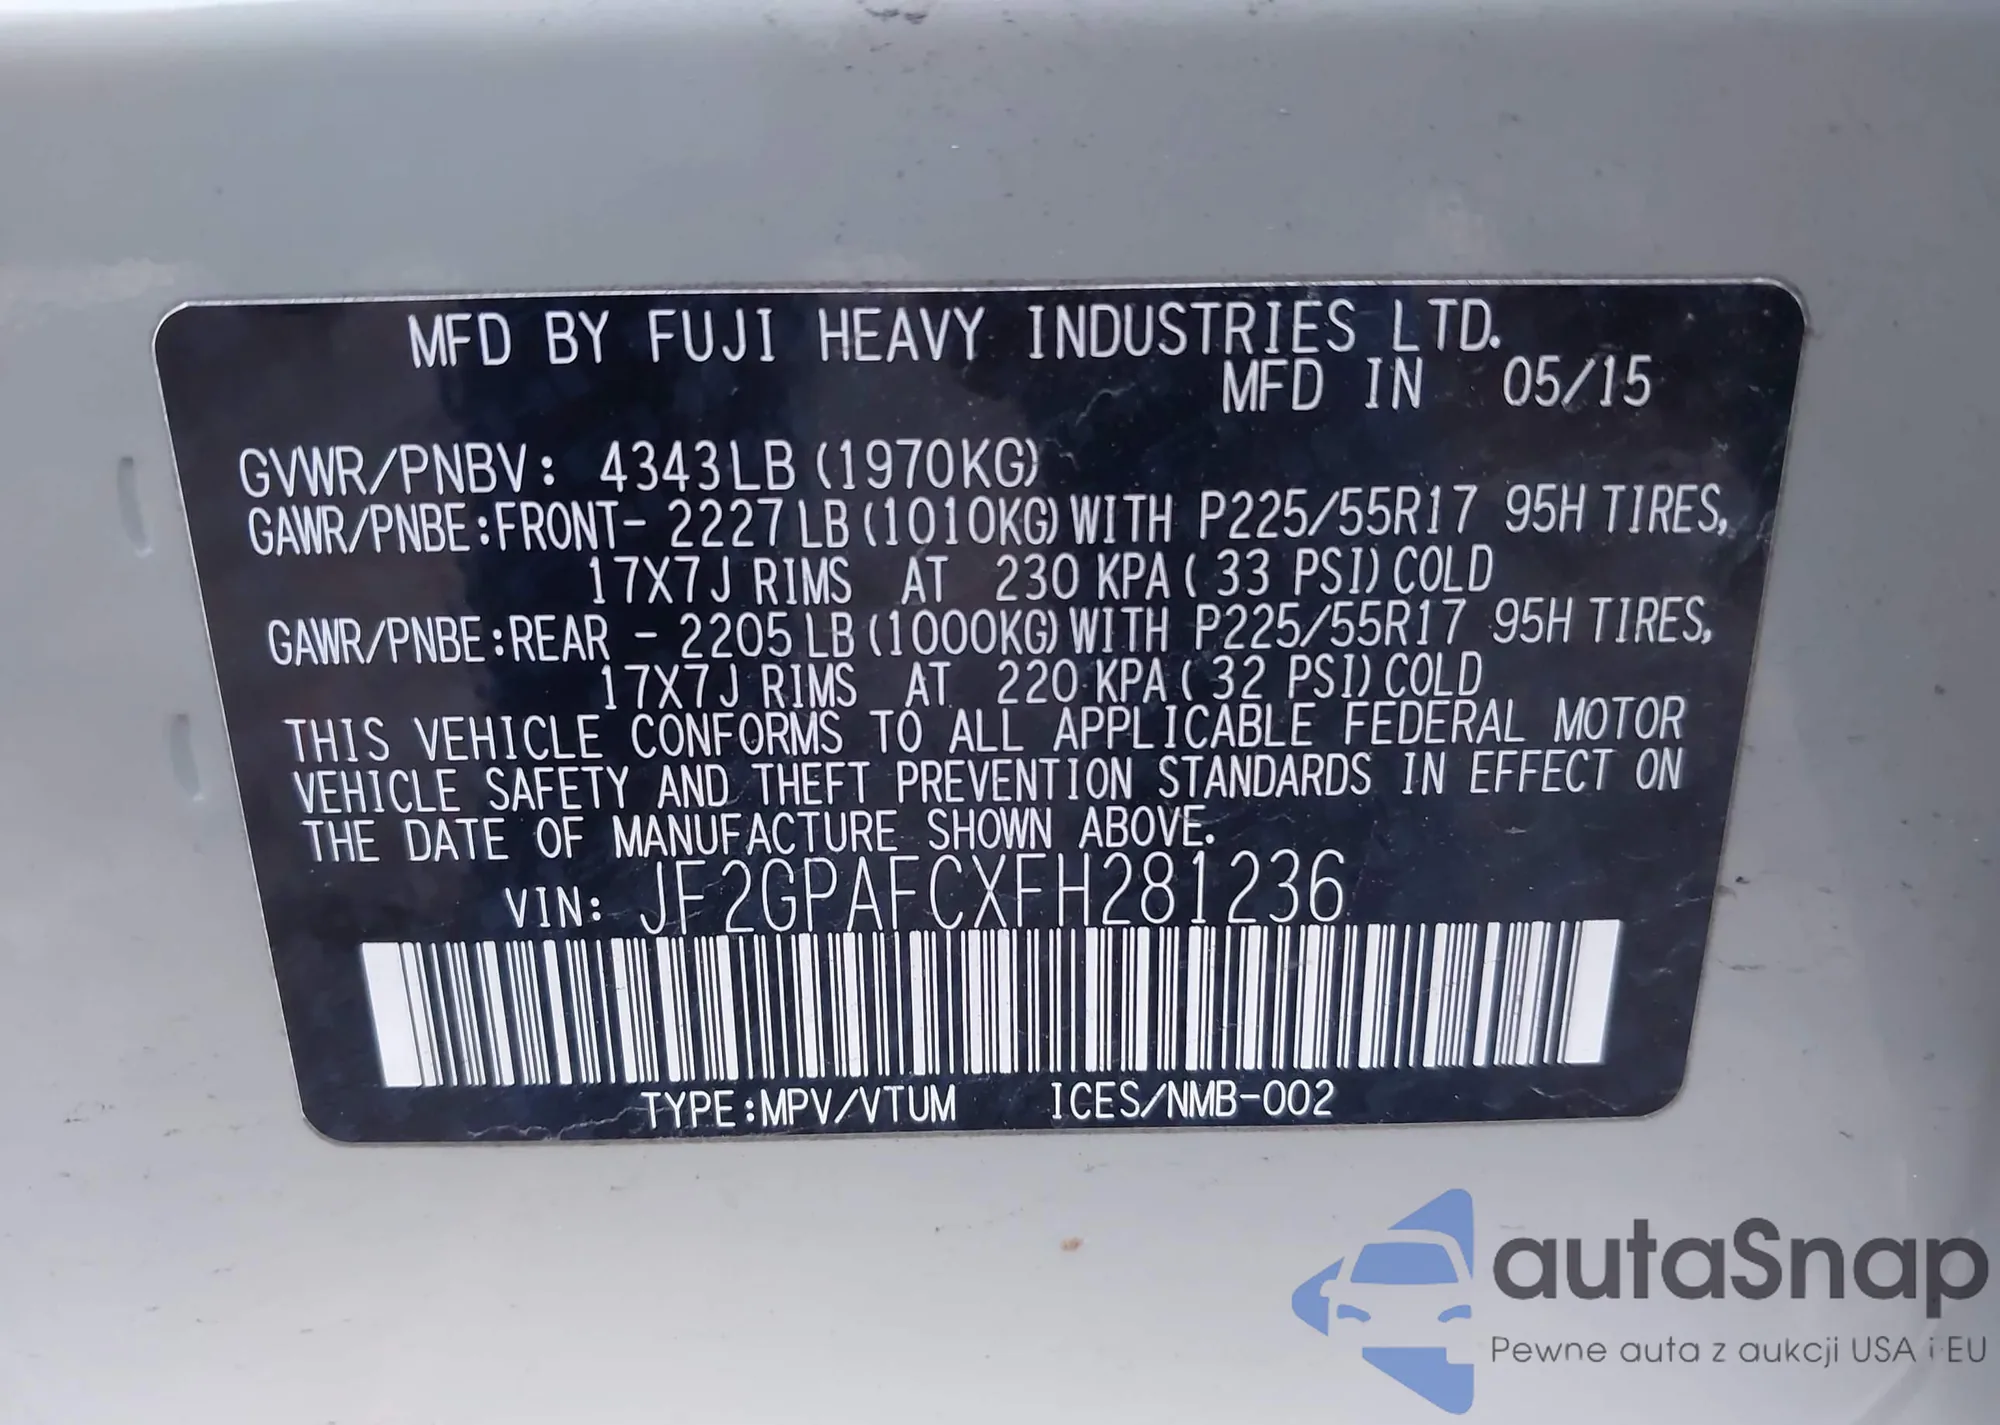 MFD BY FUJI HEAVY INDUSTRIES LTD.
MFD IN 05/15
GVWR/PNBV: 4343LB (1970KG)
GAWR/PNBE:FRONT- 2227LB (1010KG) WITH P225/55R17 95H TIRES,
17X7J RIMS AT 230 KPA ( 33 PSI) COLD
GAWR/PNBE:REAR - 2205LB (1000KG) WITH P225/55R17 95H TIRES,
17X7J RIMS AT 220 KPA ( 32 PSI) COLD
THIS VEHICLE CONFORMS TO ALL APPLICABLE FEDERAL MOTOR
VEHICLE SAFETY AND THEFT PREVENTION STANDARDS IN EFFECT ON
THE DATE OF MANUFACTURE SHOWN ABOVE.
VIN: JF2GPAFCXFH281236
TYPE:MPV/VTUM ICES/NMB-002
autaSnap
Pewne auta z aukcji USA i EU